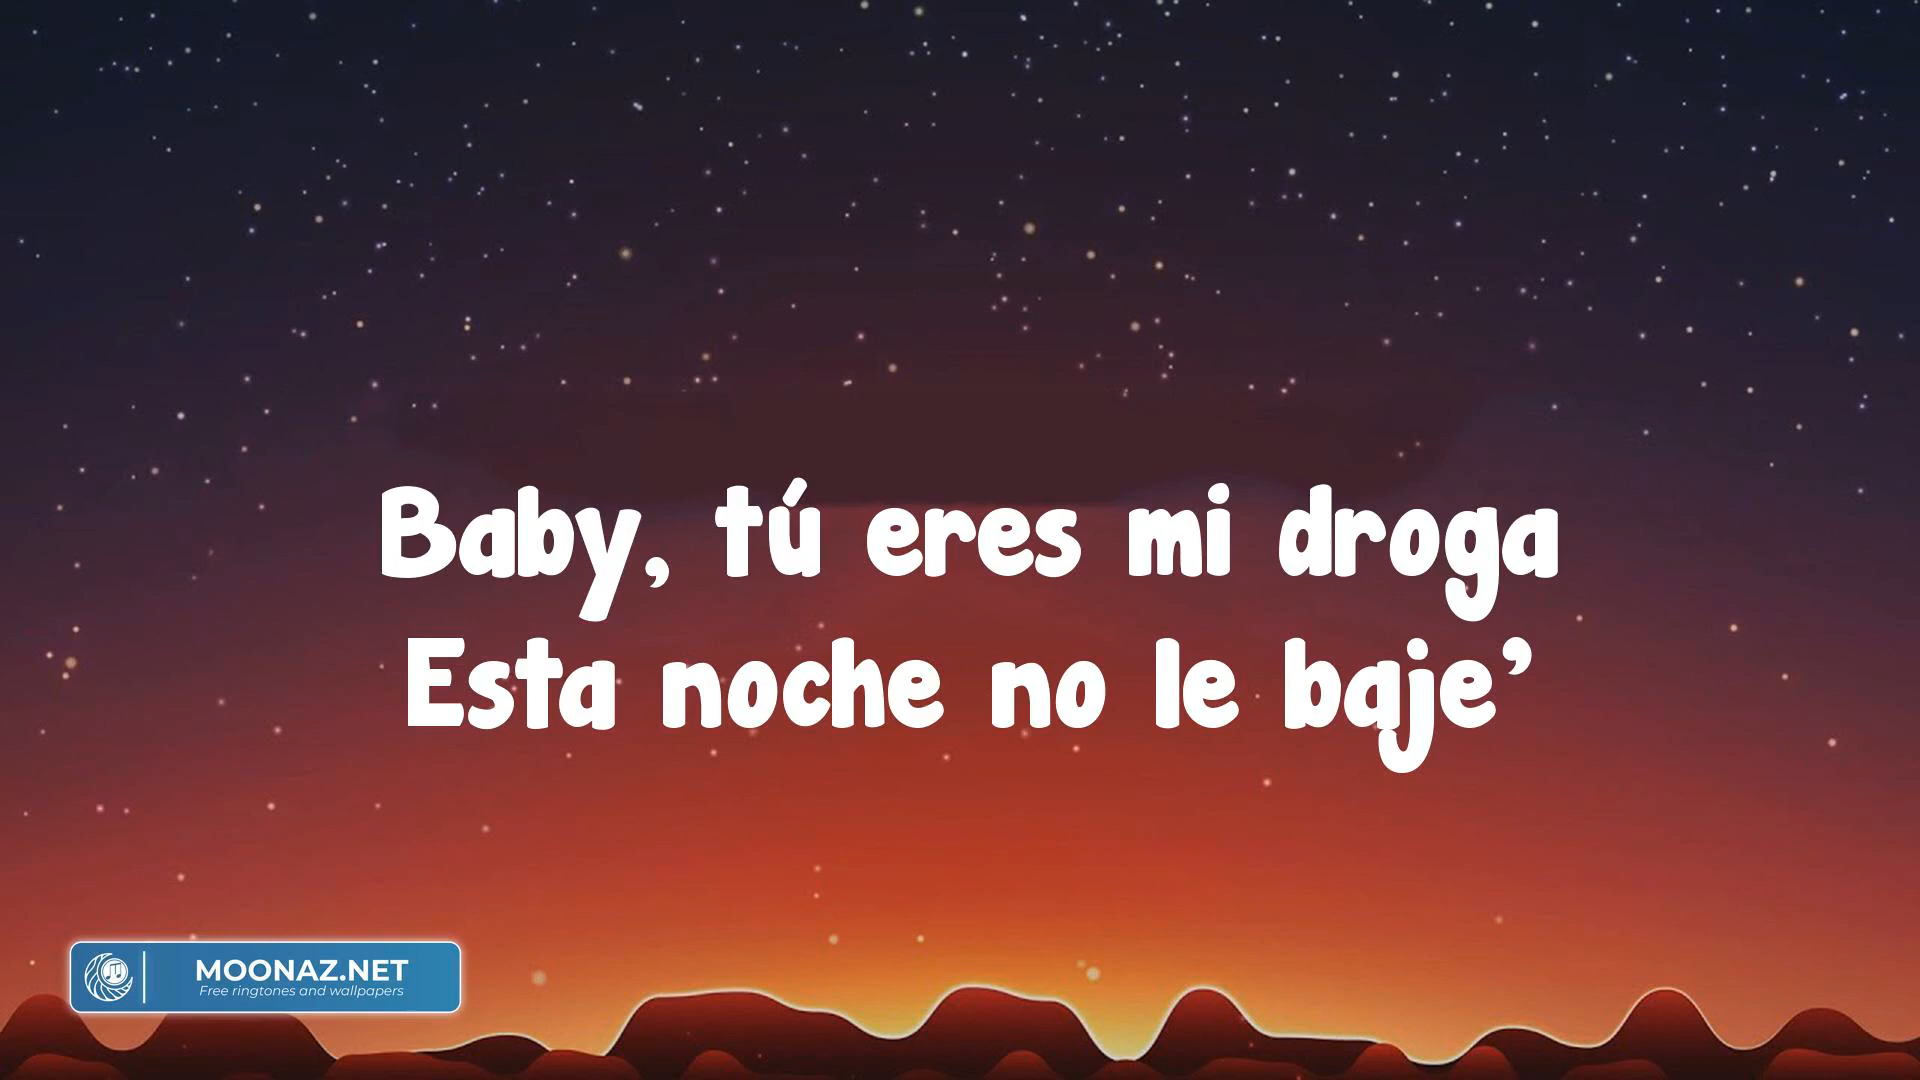 Baby, tú eres mi droga
Esta noche no le baje’
MOONAZ.NET
Free ringtones and wallpapers